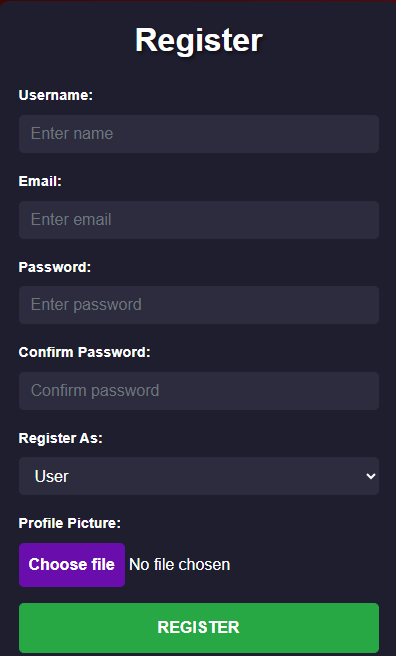 Register
Username:
Enter name
Email:
Enter email
Password:
Enter password
Confirm Password:
Confirm password
Register As:
User
Profile Picture:
Choose file No file chosen
REGISTER